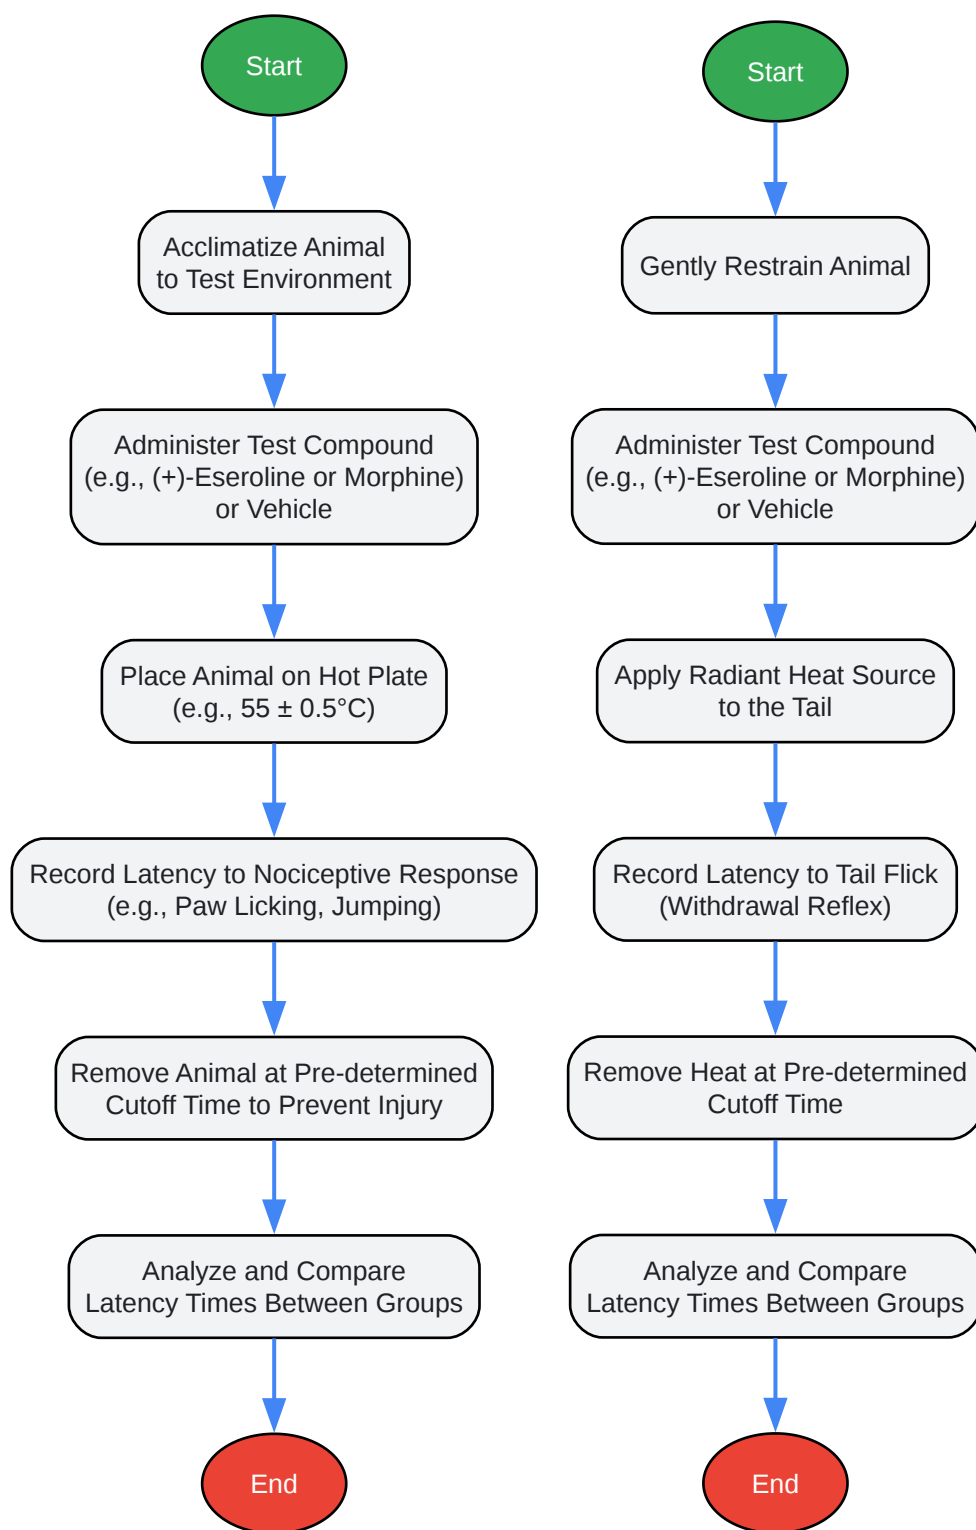 Start
Acclimatize Animal
to Test Environment
Administer Test Compound
(e.g., (+)-Eseroline or Morphine)
or Vehicle
Place Animal on Hot Plate
(e.g., 55 ± 0.5°C)
Record Latency to Nociceptive Response
(e.g., Paw Licking, Jumping)
Remove Animal at Pre-determined
Cutoff Time to Prevent Injury
Analyze and Compare
Latency Times Between Groups
End
Start
Gently Restrain Animal
Administer Test Compound
(e.g., (+)-Eseroline or Morphine)
or Vehicle
Apply Radiant Heat Source
to the Tail
Record Latency to Tail Flick
(Withdrawal Reflex)
Remove Heat at Pre-determined
Cutoff Time
Analyze and Compare
Latency Times Between Groups
End